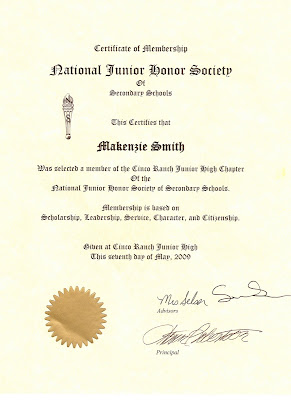 Certificate of Membership
National Junior Honor Society
Of
Secondary Schools
This Certifies that
Makenzie Smith
Was selected a member of the Cinco Ranch Junior High Chapter
Of the
National Junior Honor Society of Secondary Schools.
Membership is based on
Scholarship, Leadership, Service, Character, and Citizenship.
Given at Cinco Ranch Junior High
This seventh day of May, 2009
Advisors
Principal